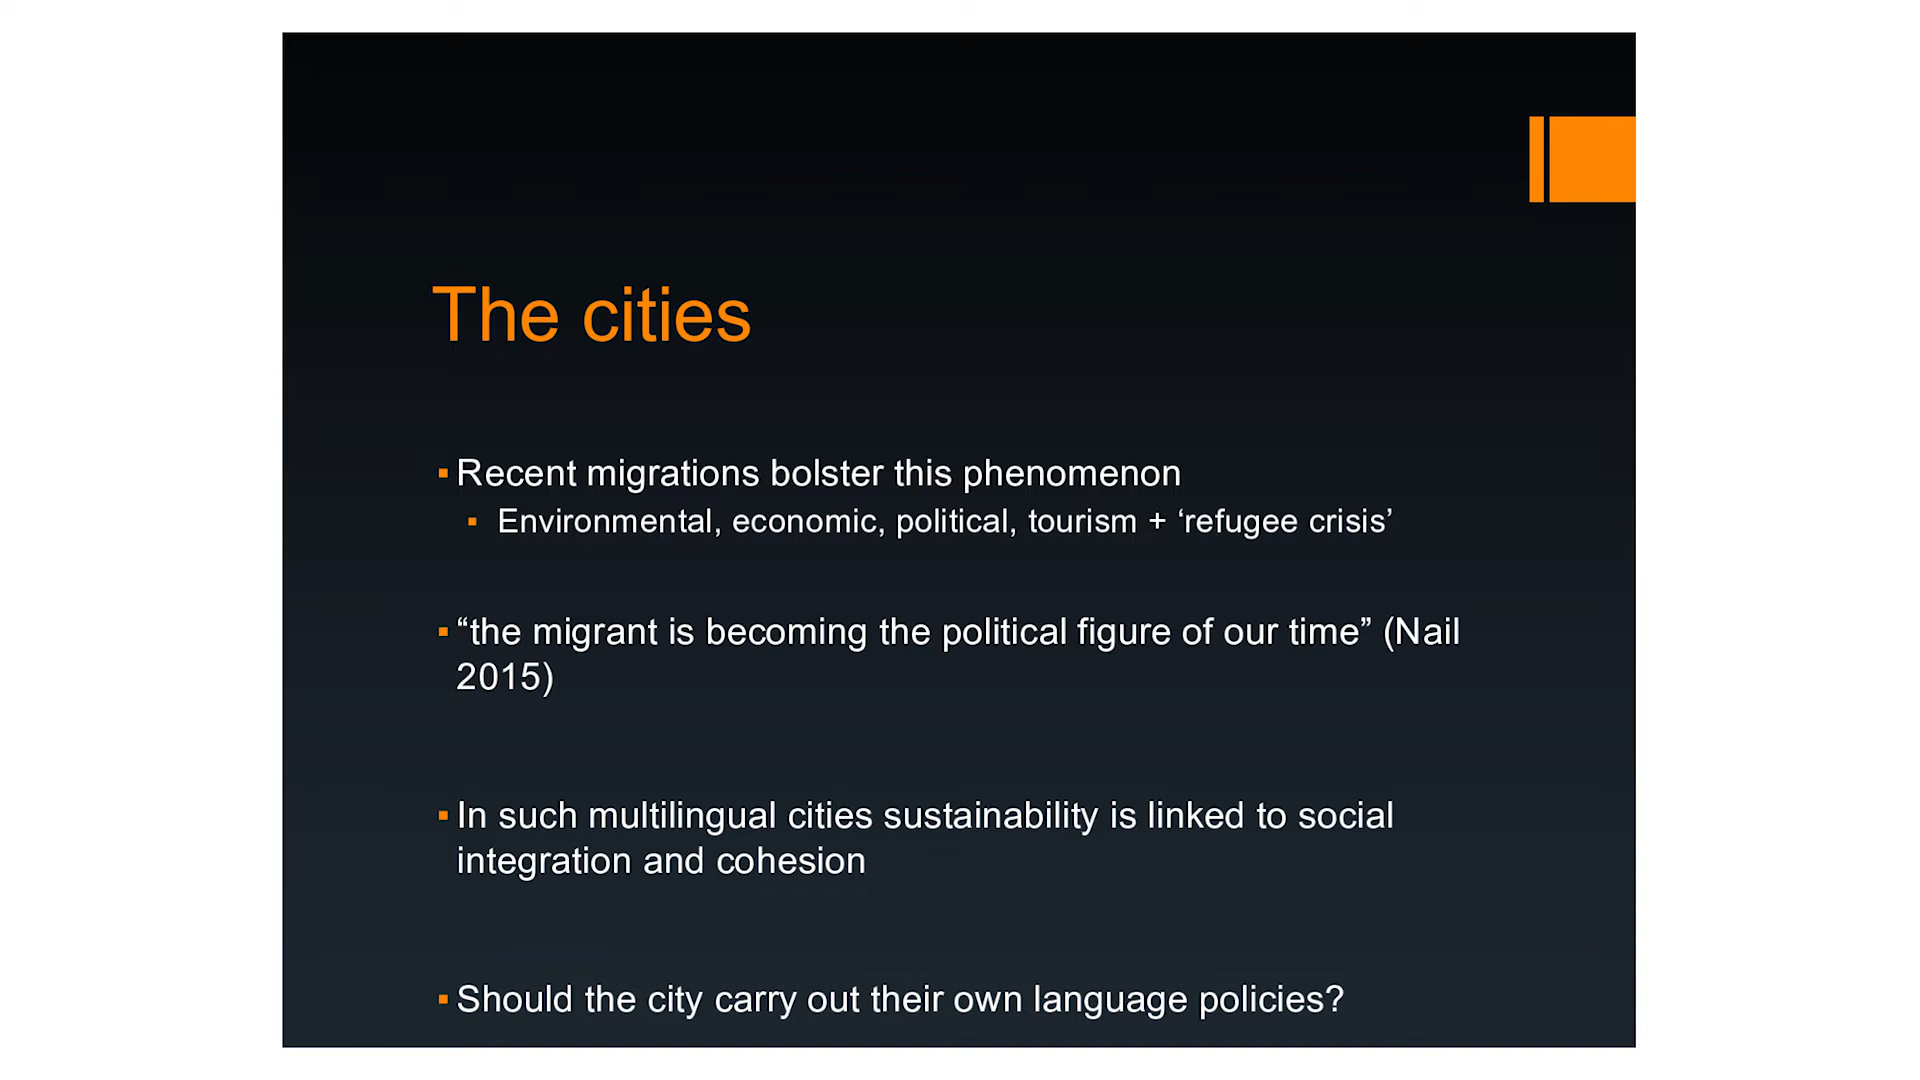 The cities
Recent migrations bolster this phenomenon
Environmental, economic, political, tourism + ‘refugee crisis’
“the migrant is becoming the political figure of our time” (Nail
2015)
In such multilingual cities sustainability is linked to social
integration and cohesion
Should the city carry out their own language policies?